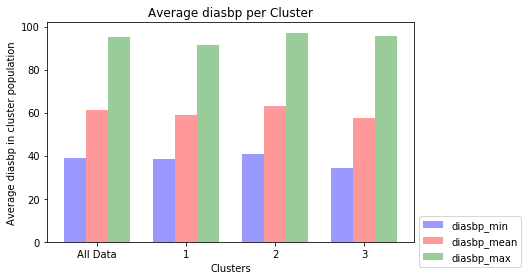 Average diasbp per Cluster
Average diasbp in cluster population
100
80
60
40
20
0
All Data 1 2 3
Clusters
diasbp_min
diasbp_mean
diasbp_max